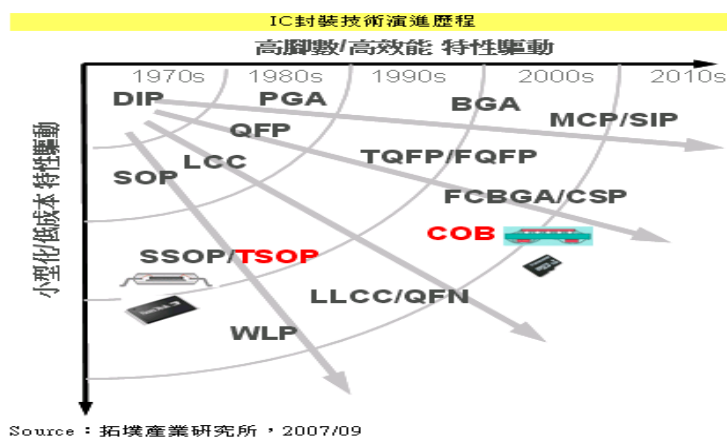 IC封裝技術演進歷程
高腳數/高效能 特性驅動
1970s 1980s 1990s 2000s 2010s
DIP PGA BGA MCP/SIP
QFP
LCC TQFP/FQFP
SOP FCBGA/CSP
COB
SSOP/TSOP
LLCC/QFN
WLP
小型化/低成本 特性驅動
Source：拓墣產業研究所，2007/09